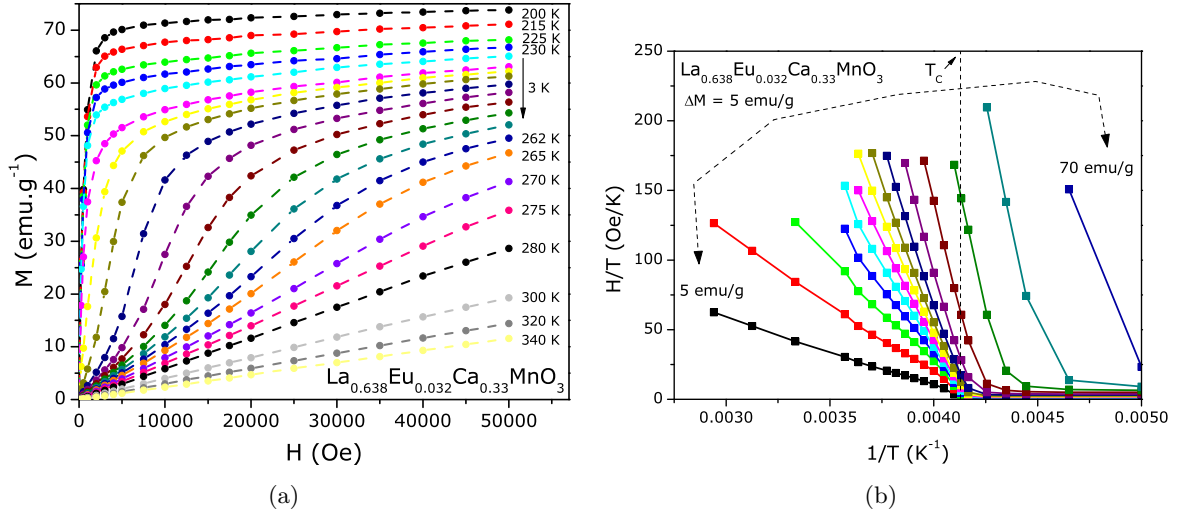 200 K
215 K
225 K
230 K
3 K
262 K
265 K
270 K
275 K
280 K
300 K
320 K
340 K
La0.638Eu0.032Ca0.33MnO3
M (emu.g-1)
70
60
50
40
30
20
10
0
0 10000 20000 30000 40000 50000
H (Oe)
(a)
La0.638Eu0.032Ca0.33MnO3
ΔM = 5 emu/g
TC
70 emu/g
5 emu/g
H/T (Oe/K)
250
200
150
100
50
0
0.0030 0.0035 0.0040 0.0045 0.0050
1/T (K-1)
(b)